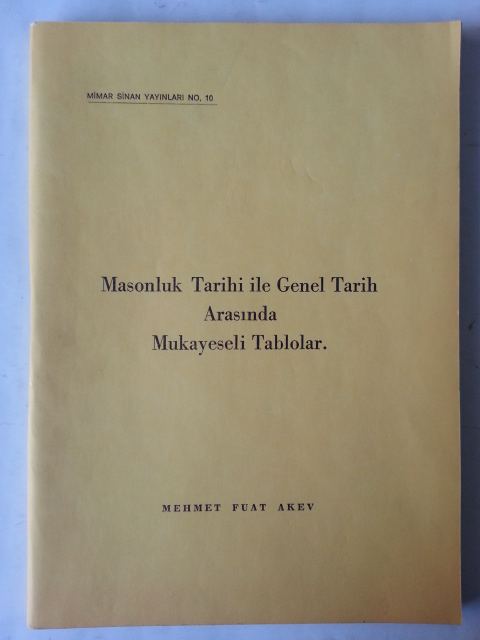 MİMAR SİNAN YAYINLARI NO, 10
Masonluk Tarihi ile Genel Tarih
Arasında
Mukayeseli Tablolar.
MEHMET FUAT AKEV